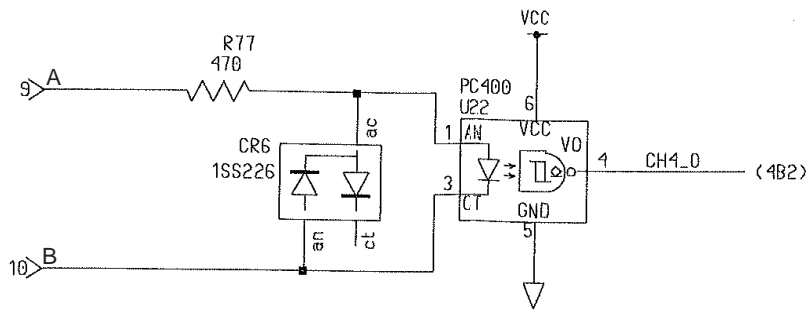 VCC
R77
470
9 A
PC400
U22
6
VCC
1 AN
VO
ac
CR6
1SS226
4 CH4_0 (4B2)
3
CT
GND
5
an
ct
10 B